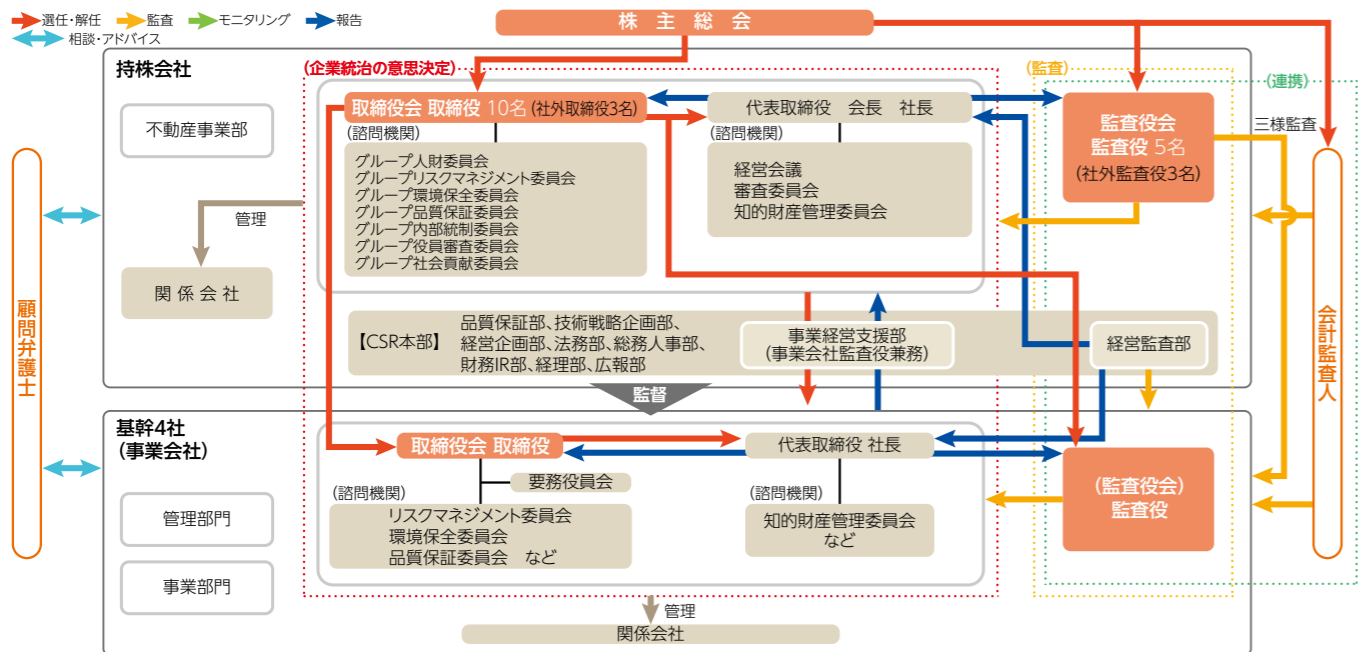 選任・解任
監査
モニタリング
報告
相談・アドバイス
株主総会
持株会社
(企業統治の意思決定)
(監査)
(連携)
三様監査
不動産事業部
取締役会 取締役 10名 (社外取締役3名)
(諮問機関)
グループ人財委員会
グループリスクマネジメント委員会
グループ環境保全委員会
グループ品質保証委員会
グループ内部統制委員会
グループ役員審査委員会
グループ社会貢献委員会
代表取締役 会長 社長
(諮問機関)
経営会議
審査委員会
知的財産管理委員会
監査役会
監査役 5名
(社外監査役3名)
管理
関係会社
顧問弁護士
会計監査人
【CSR本部】
品質保証部、技術戦略企画部、
経営企画部、法務部、総務人事部、
財務IR部、経理部、広報部
事業経営支援部
(事業会社監査役兼務)
経営監査部
監督
基幹4社
(事業会社)
管理部門
事業部門
取締役会 取締役
要務役員会
(諮問機関)
リスクマネジメント委員会
環境保全委員会
品質保証委員会 など
代表取締役 社長
(諮問機関)
知的財産管理委員会
など
(監査役会)
監査役
管理
関係会社